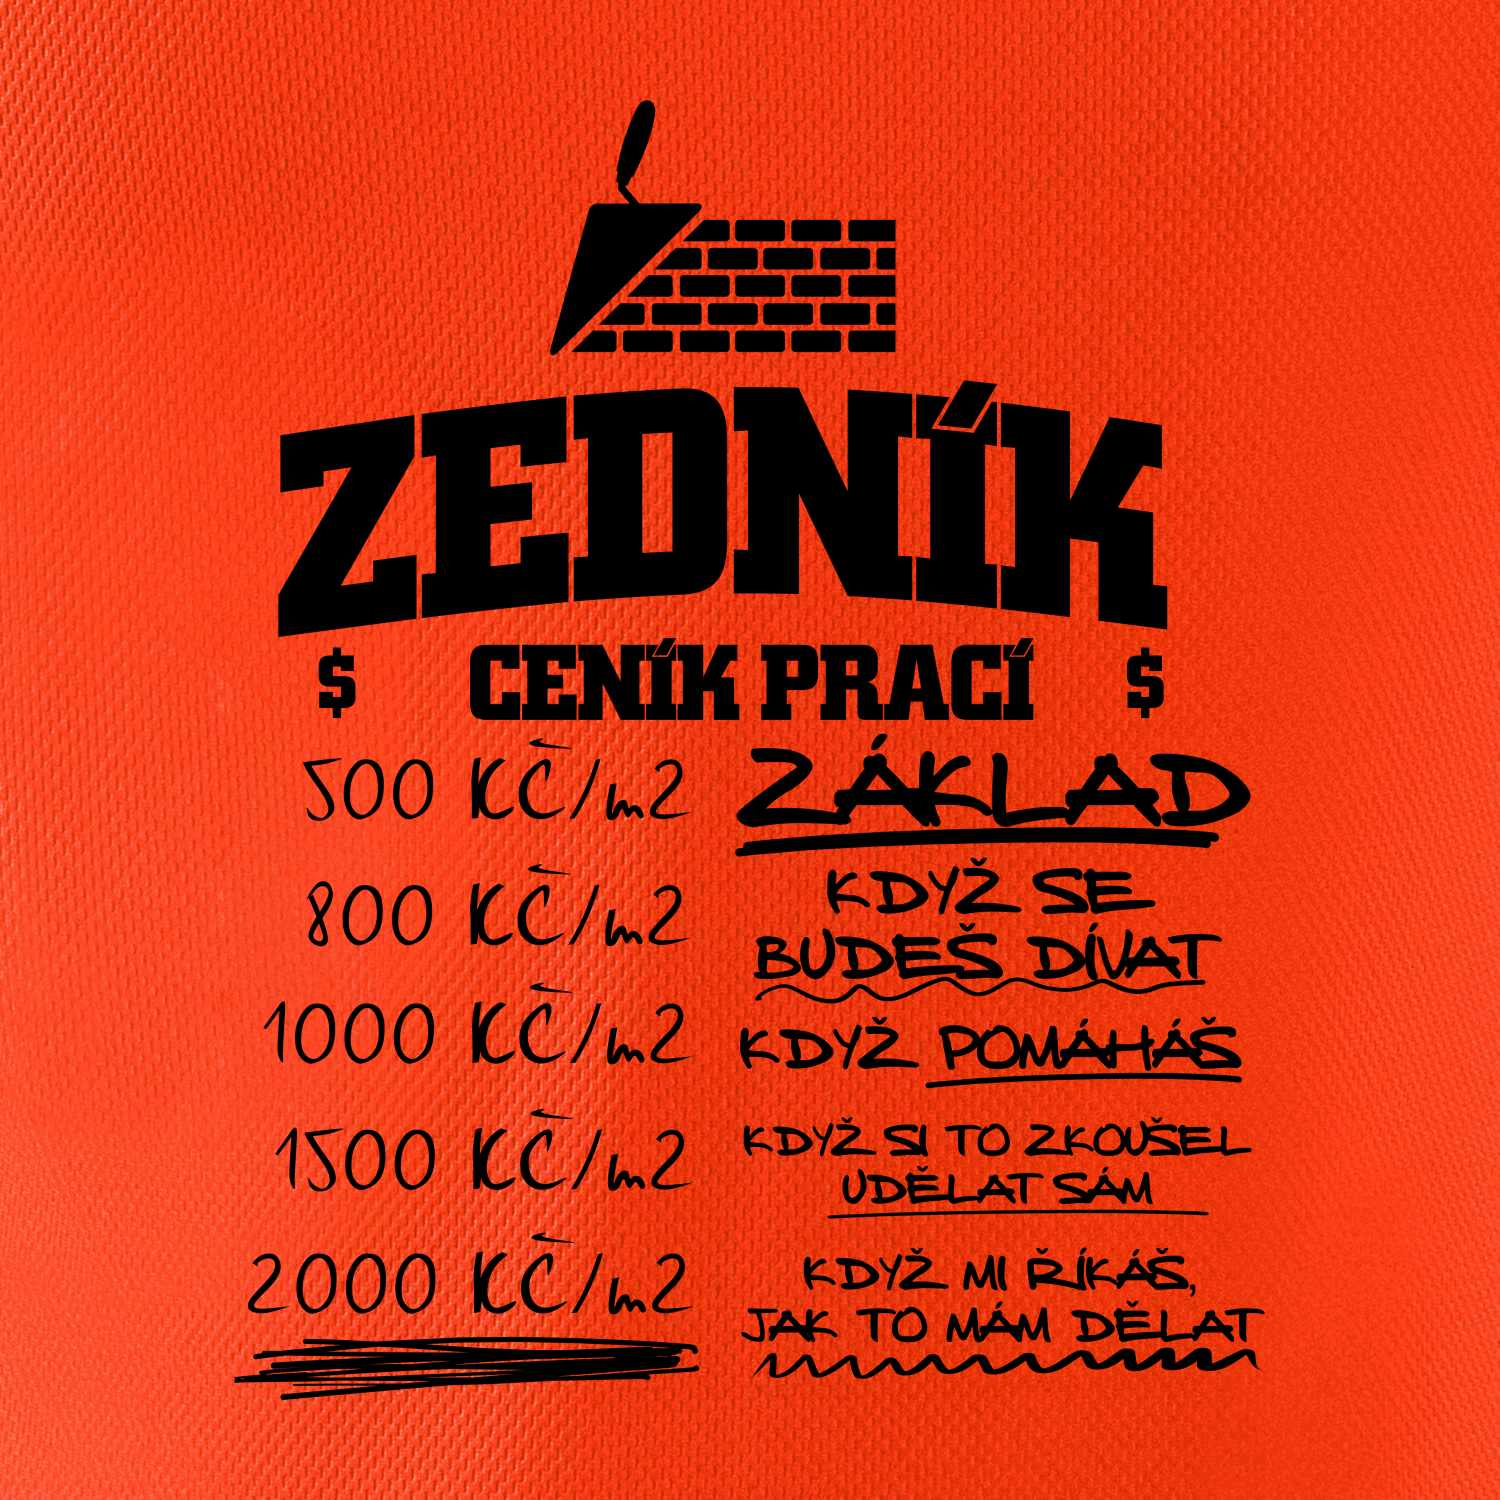 ZEDNÍK
$ CENÍK PRACÍ $
500 KČ/m2 ZÁKLAD
800 KČ/m2 KDYŽ SE
BUDEŠ DÍVAT
1000 KČ/m2 KDYŽ POMÁHÁŠ
1500 KČ/m2 KDYŽ SI TO ZKOUŠEL
UDĚLAT SÁM
2000 KČ/m2 KDYŽ MI ŘÍKÁŠ,
JAK TO MÁM DĚLAT